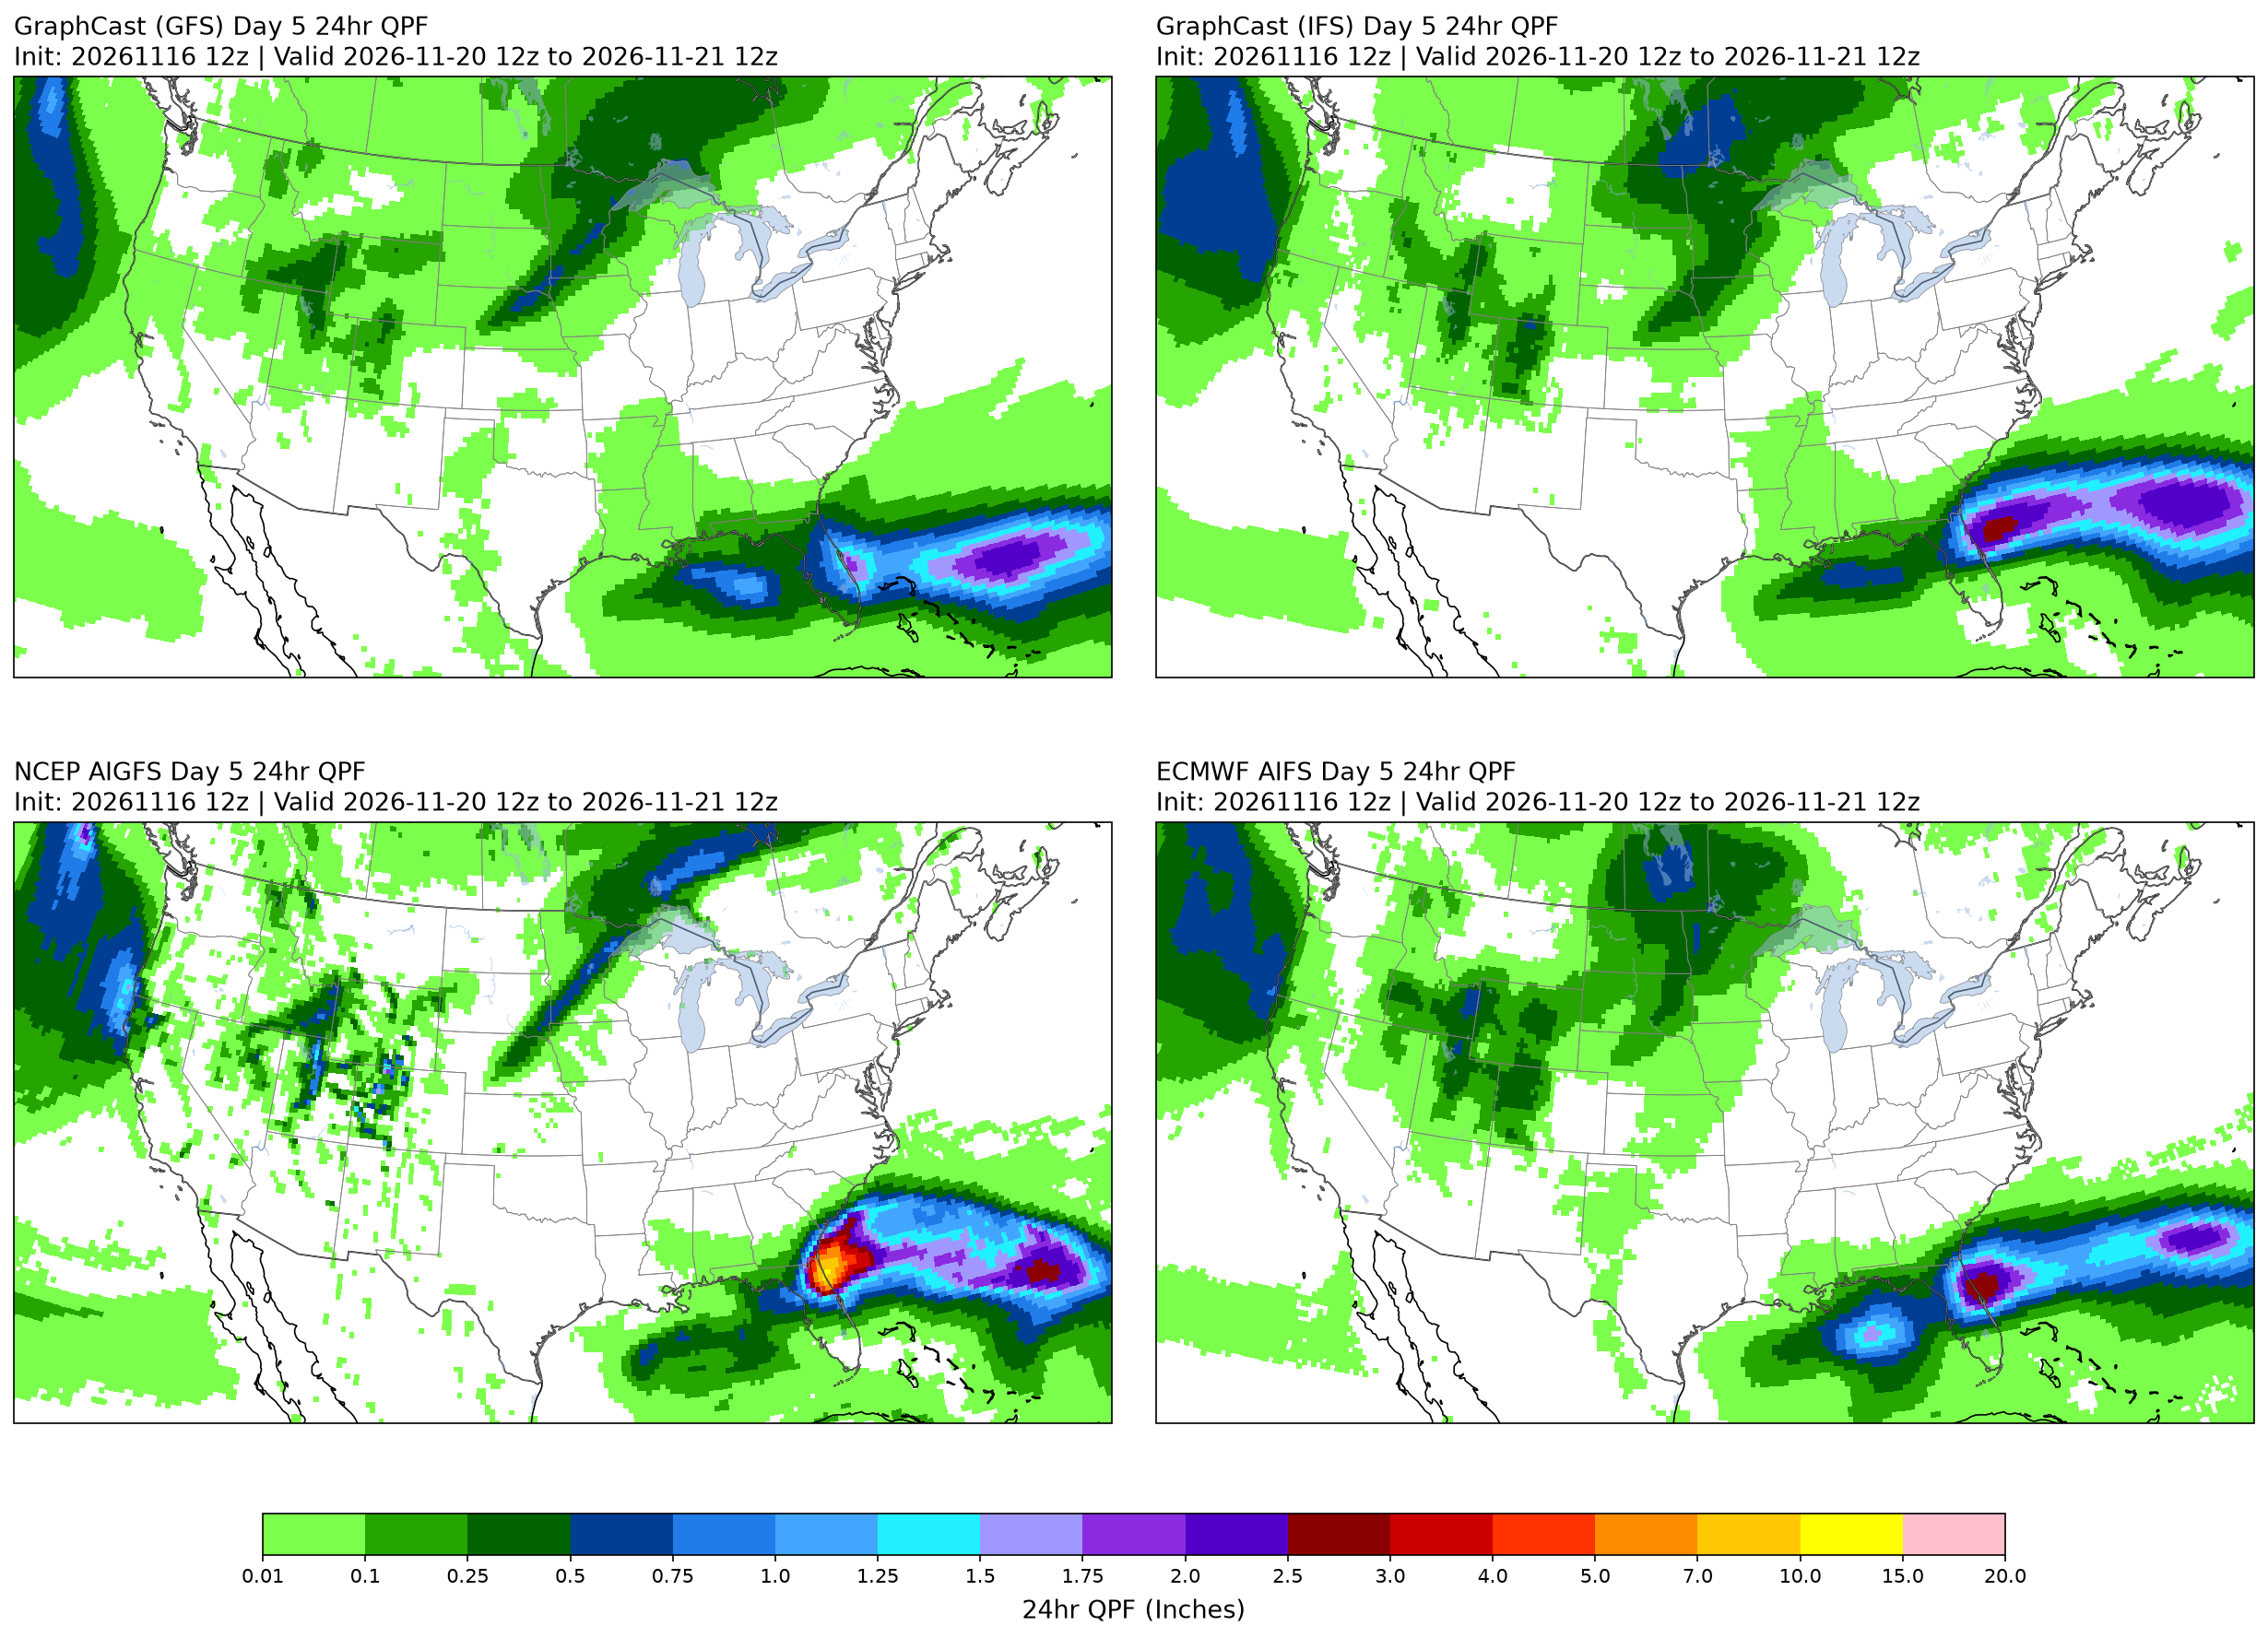 GraphCast (GFS) Day 5 24hr QPF
Init: 20261116 12z | Valid 2026-11-20 12z to 2026-11-21 12z
GraphCast (IFS) Day 5 24hr QPF
Init: 20261116 12z | Valid 2026-11-20 12z to 2026-11-21 12z
NCEP AIGFS Day 5 24hr QPF
Init: 20261116 12z | Valid 2026-11-20 12z to 2026-11-21 12z
ECMWF AIFS Day 5 24hr QPF
Init: 20261116 12z | Valid 2026-11-20 12z to 2026-11-21 12z
0.01 0.1 0.25 0.5 0.75 1.0 1.25 1.5 1.75 2.0 2.5 3.0 4.0 5.0 7.0 10.0 15.0 20.0
24hr QPF (Inches)